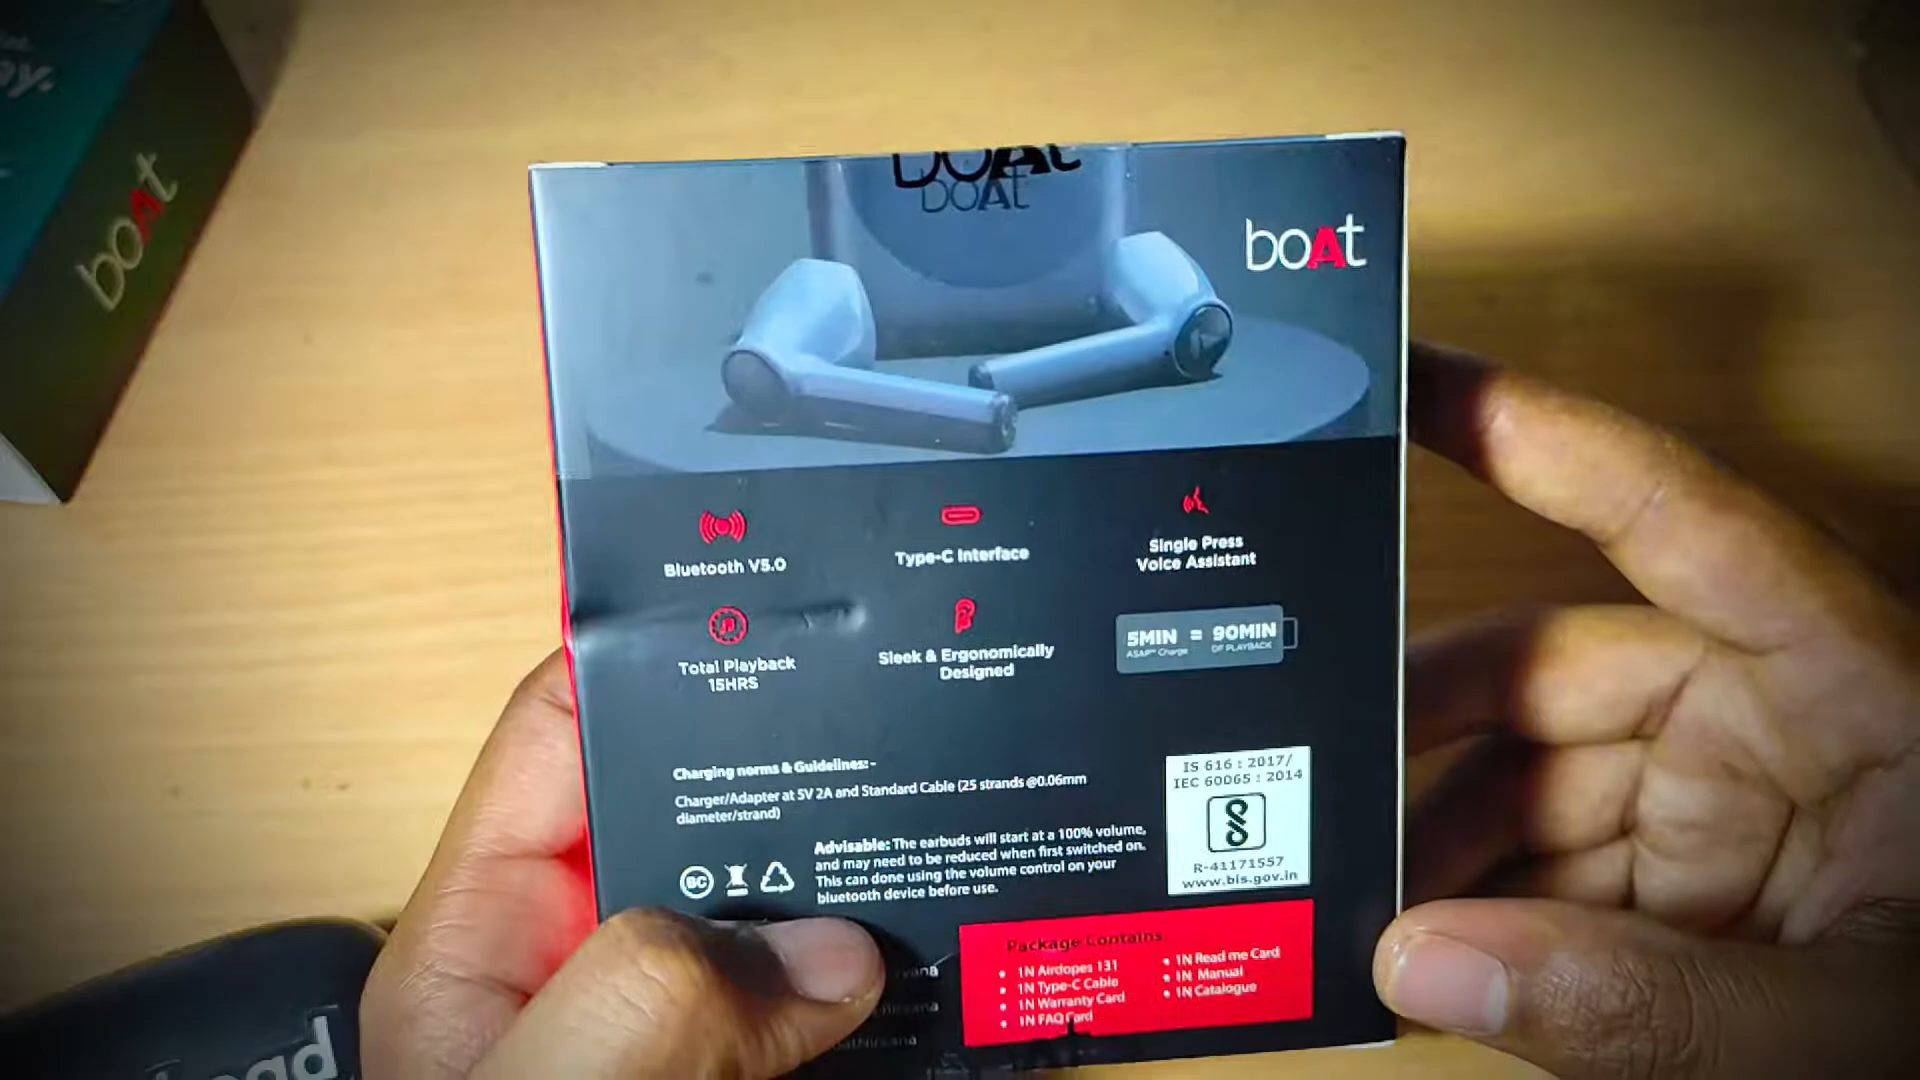 boAt
boAt
boAt
boAt
Bluetooth V5.0
Type-C Interface
Single Press
Voice Assistant
Total Playback
15HRS
Sleek & Ergonomically
Designed
5MIN = 90MIN
ASAP™ Charge OF PLAYBACK
Charging norms & Guidelines:-
Charger/Adapter at 5V 2A and Standard Cable (25 strands @0.06mm
diameter/strand)
BC
Advisable: The earbuds will start at a 100% volume,
and may need to be reduced when first switched on.
This can done using the volume control on your
bluetooth device before use.
IS 616 : 2017/
IEC 60065 : 2014
R-41171557
www.bis.gov.in
Package Contains
• 1N Airdopes 131
• 1N Type-C Cable
• 1N Warranty Card
• 1N FAQ Card
• 1N Read me Card
• 1N Manual
• 1N Catalogue